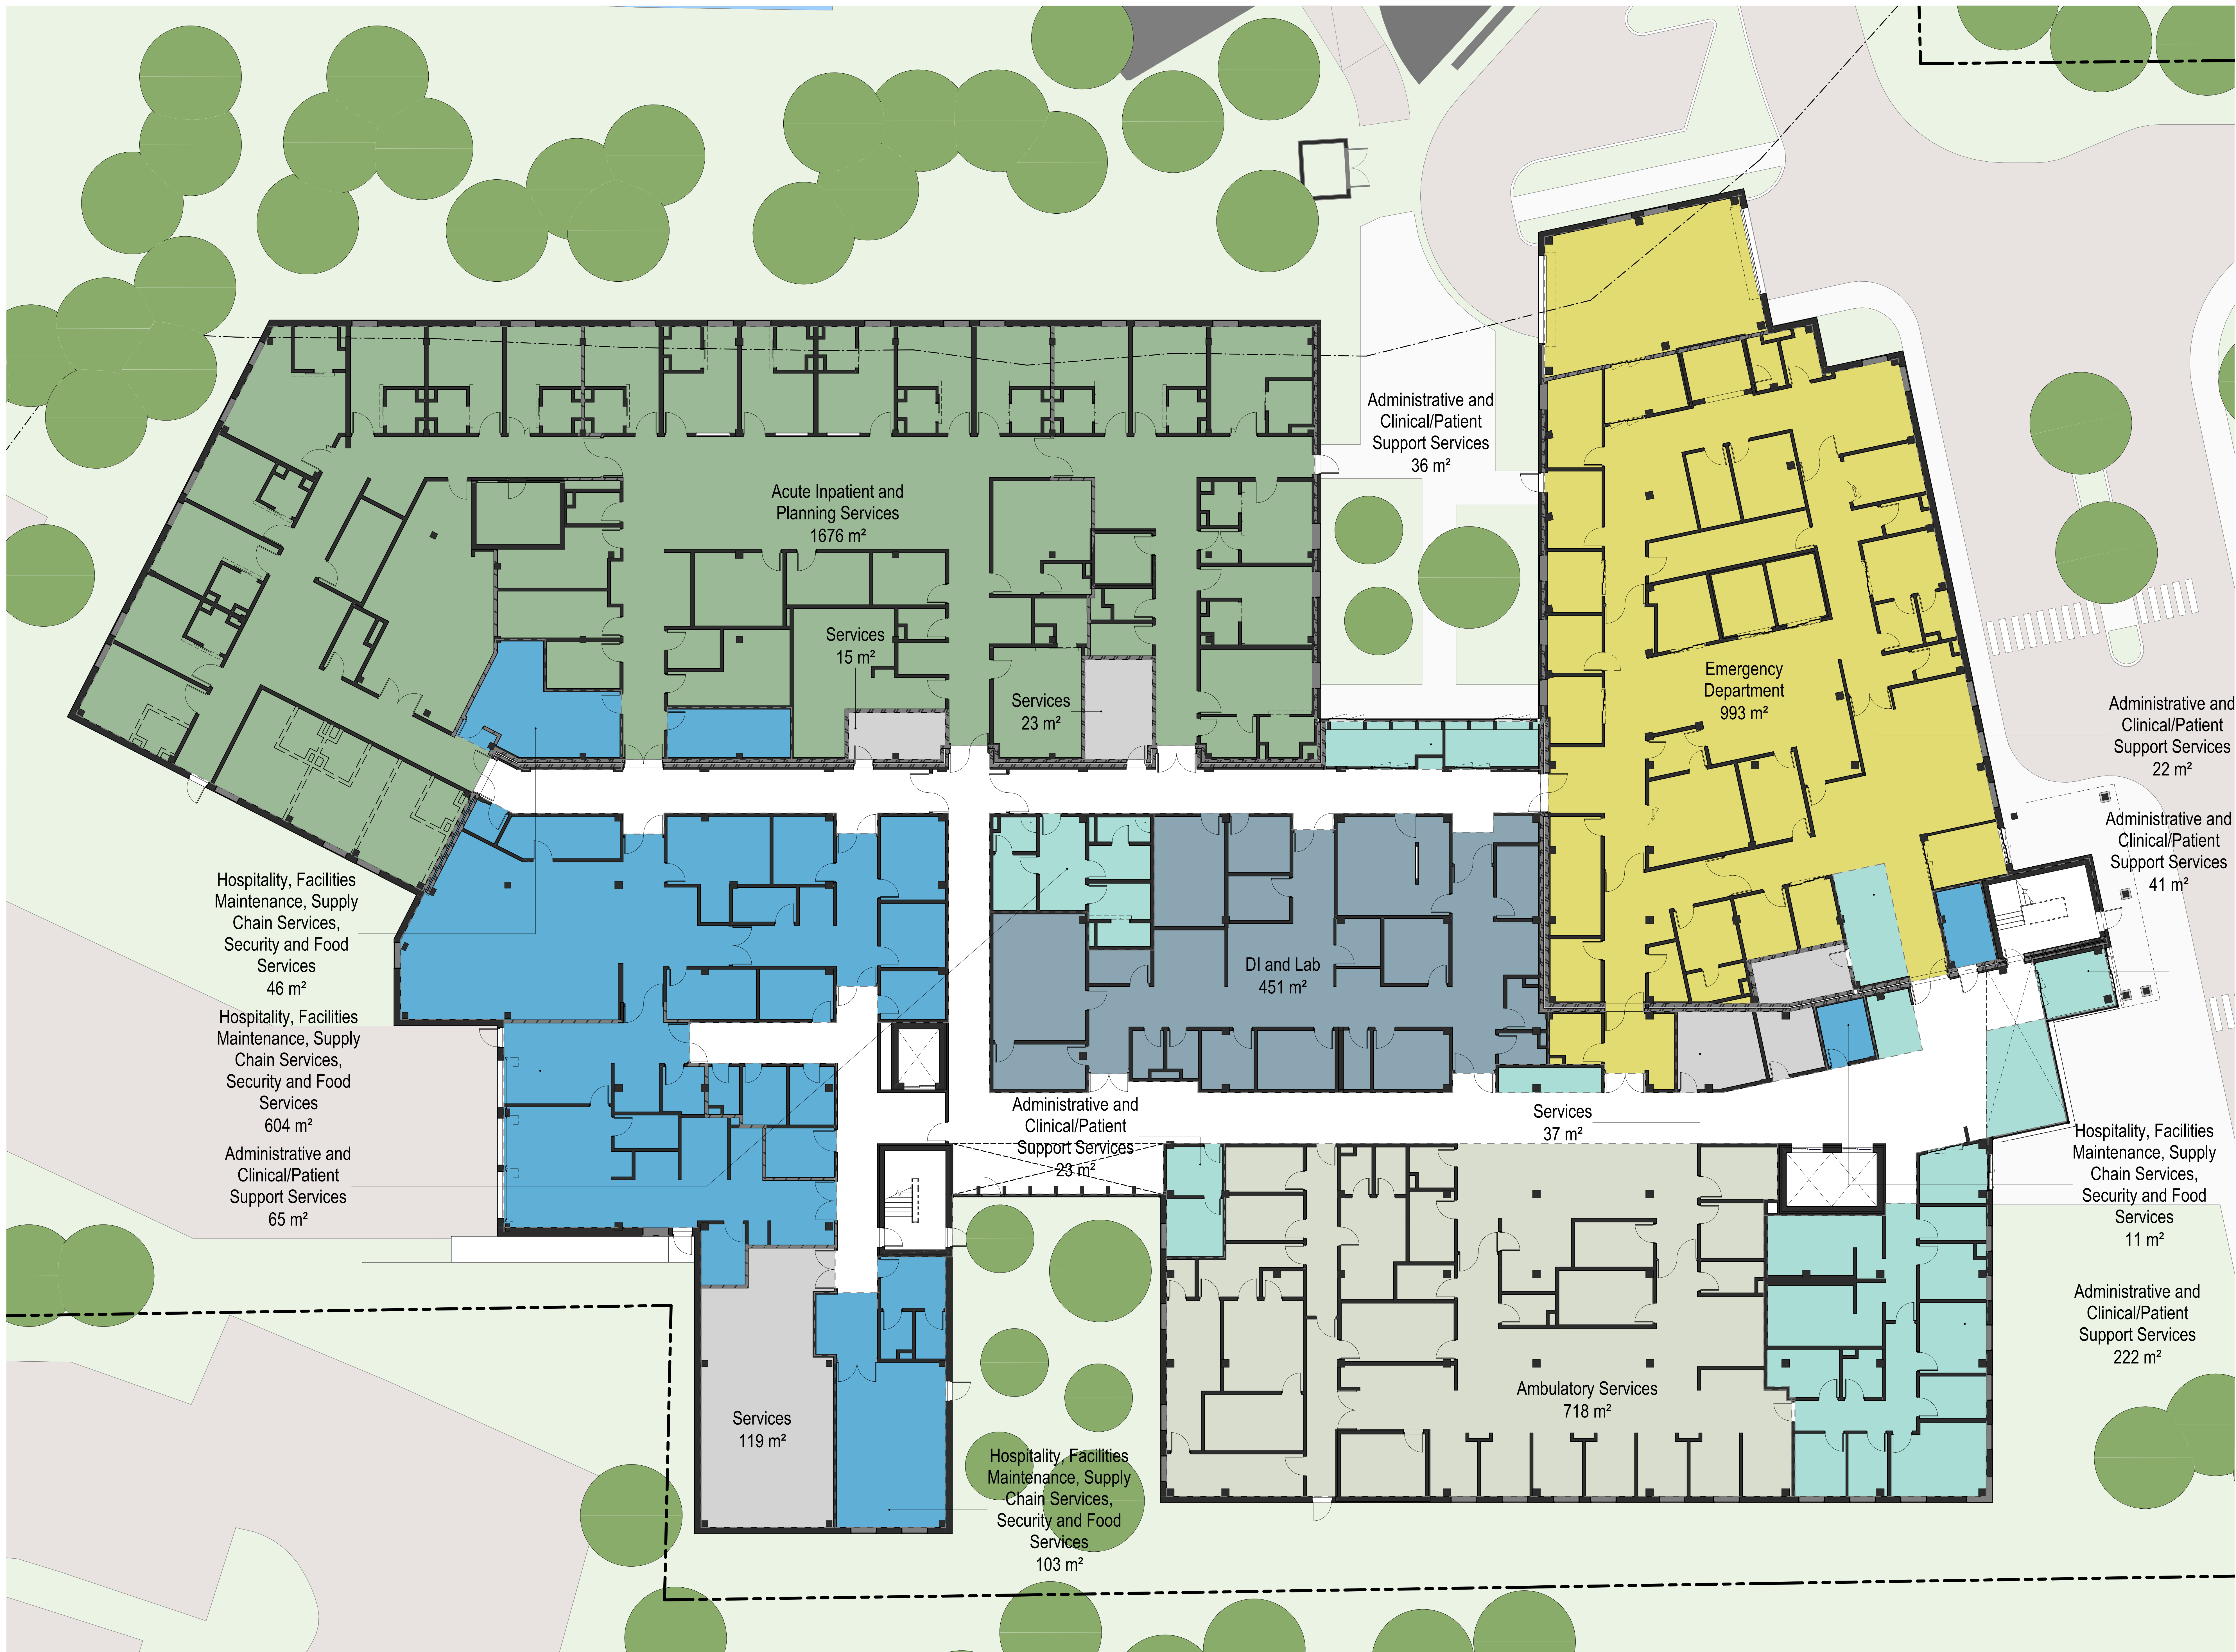 Administrative and
Clinical/Patient
Support Services
36 m²
Acute Inpatient and
Planning Services
1676 m²
Services
15 m²
Services
23 m²
Emergency
Department
993 m²
Administrative and
Clinical/Patient
Support Services
22 m²
Administrative and
Clinical/Patient
Support Services
41 m²
Hospitality, Facilities
Maintenance, Supply
Chain Services,
Security and Food
Services
46 m²
DI and Lab
451 m²
Hospitality, Facilities
Maintenance, Supply
Chain Services,
Security and Food
Services
604 m²
Administrative and
Clinical/Patient
Support Services
65 m²
Administrative and
Clinical/Patient
Support Services
23 m²
Services
37 m²
Hospitality, Facilities
Maintenance, Supply
Chain Services,
Security and Food
Services
11 m²
Administrative and
Clinical/Patient
Support Services
222 m²
Ambulatory Services
718 m²
Services
119 m²
Hospitality, Facilities
Maintenance, Supply
Chain Services,
Security and Food
Services
103 m²